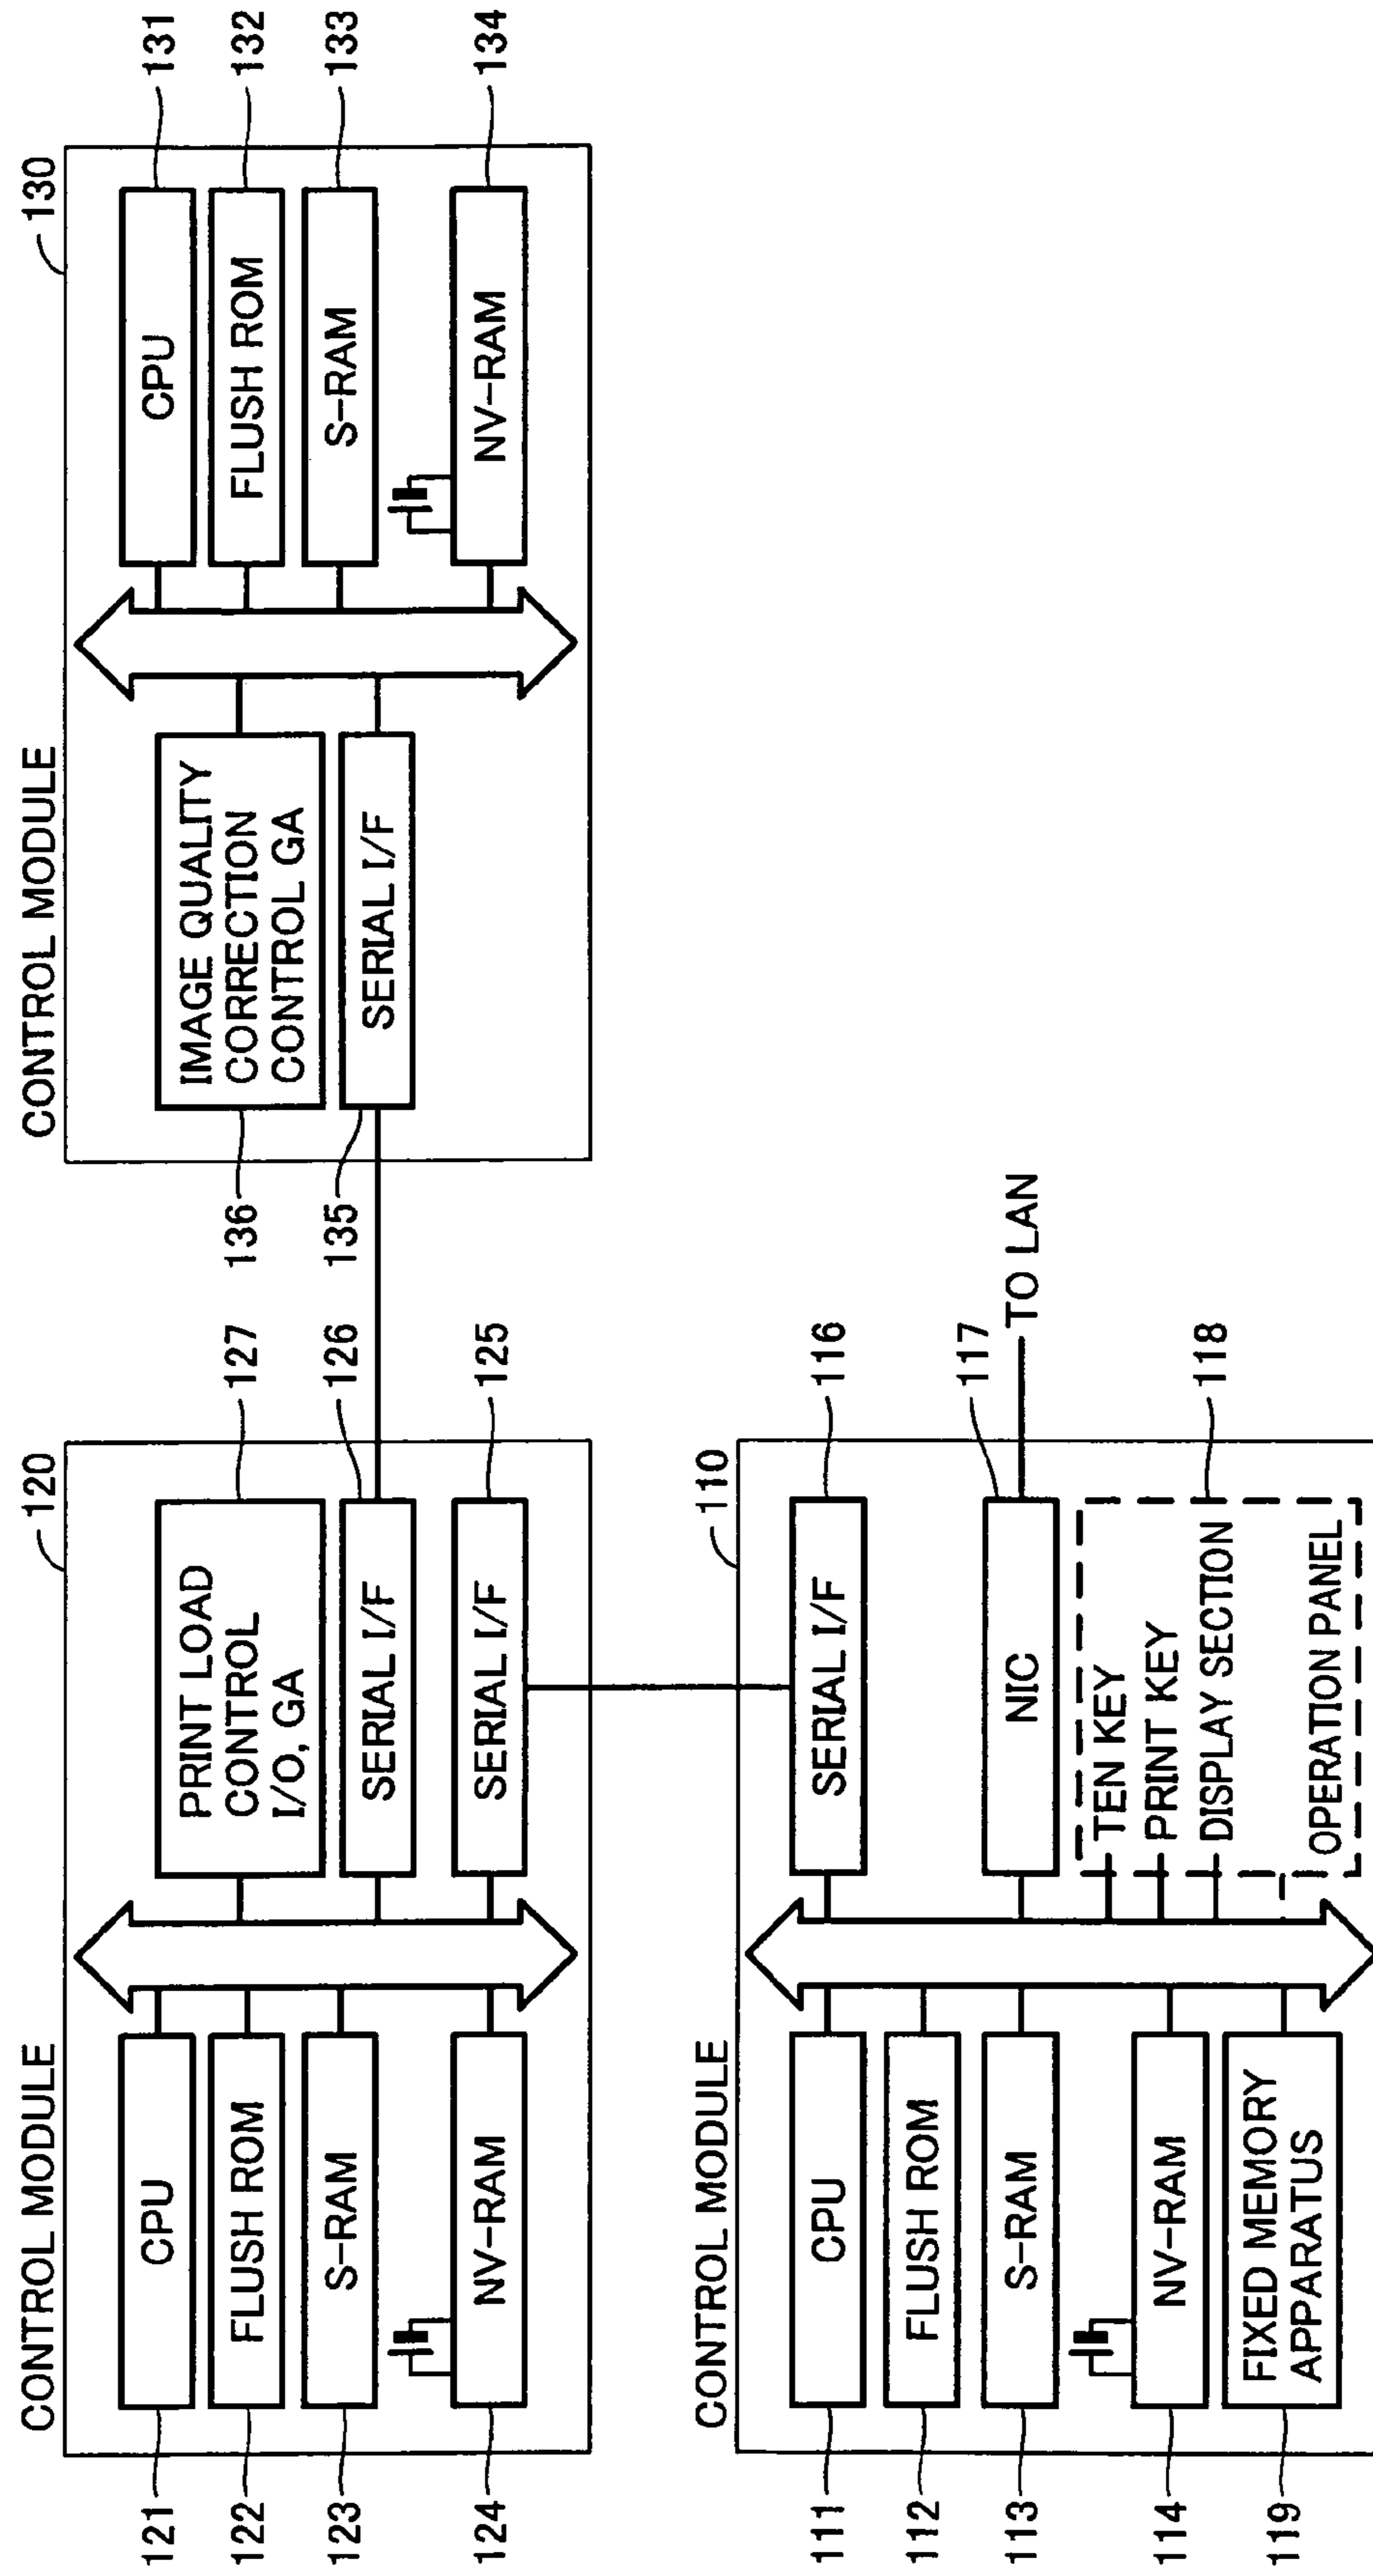 CONTROL MODULE
120
121
CPU
122
FLUSH ROM
123
S-RAM
124
NV-RAM
PRINT LOAD
CONTROL
I/O, GA
127
SERIAL I/F
126
SERIAL I/F
125
CONTROL MODULE
130
136
IMAGE QUALITY
CORRECTION
CONTROL GA
135
SERIAL I/F
CPU
131
FLUSH ROM
132
S-RAM
133
NV-RAM
134
CONTROL MODULE
110
111
CPU
112
FLUSH ROM
113
S-RAM
114
NV-RAM
119
FIXED MEMORY
APPARATUS
SERIAL I/F
116
NIC
117
TO LAN
TEN KEY
PRINT KEY
DISPLAY SECTION
118
OPERATION PANEL